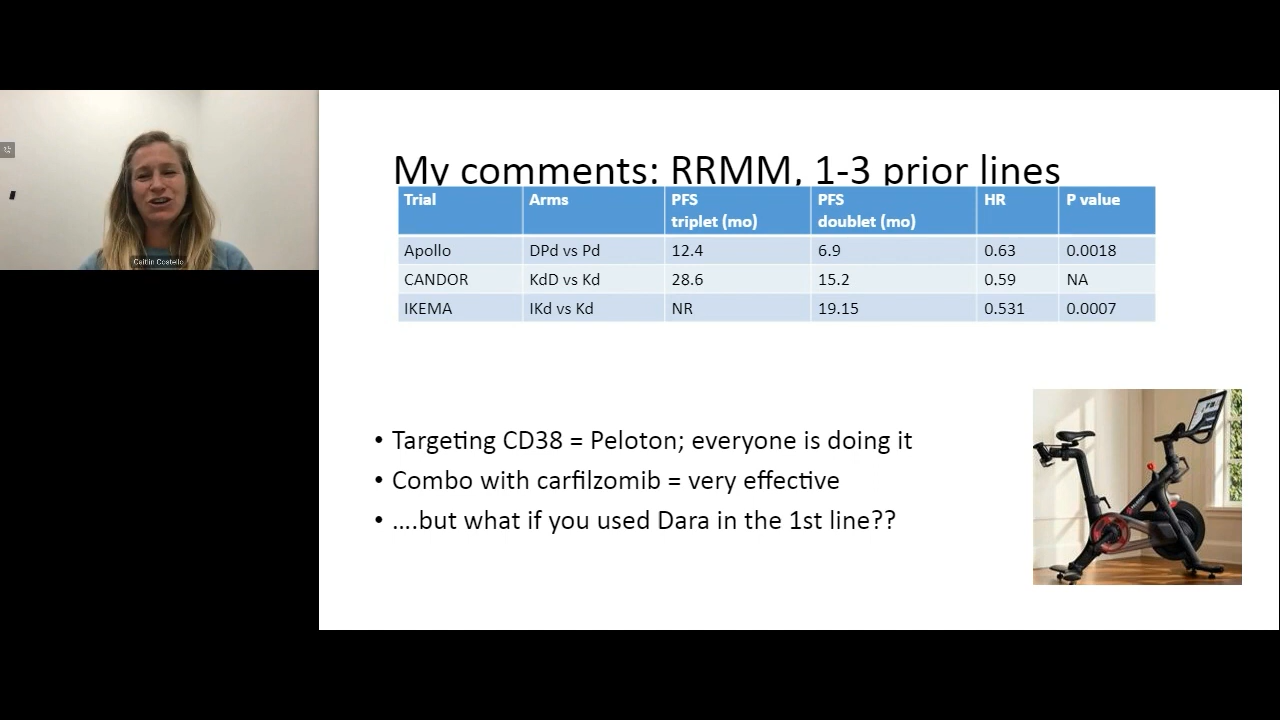 My comments: RRMM, 1-3 prior lines
Trial Arms PFS triplet (mo) PFS doublet (mo) HR P value
Apollo DPd vs Pd 12.4 6.9 0.63 0.0018
CANDOR KdD vs Kd 28.6 15.2 0.59 NA
IKEMA IKd vs Kd NR 19.15 0.531 0.0007
• Targeting CD38 = Peloton; everyone is doing it
• Combo with carfilzomib = very effective
• ….but what if you used Dara in the 1st line??
Caitlin Costello